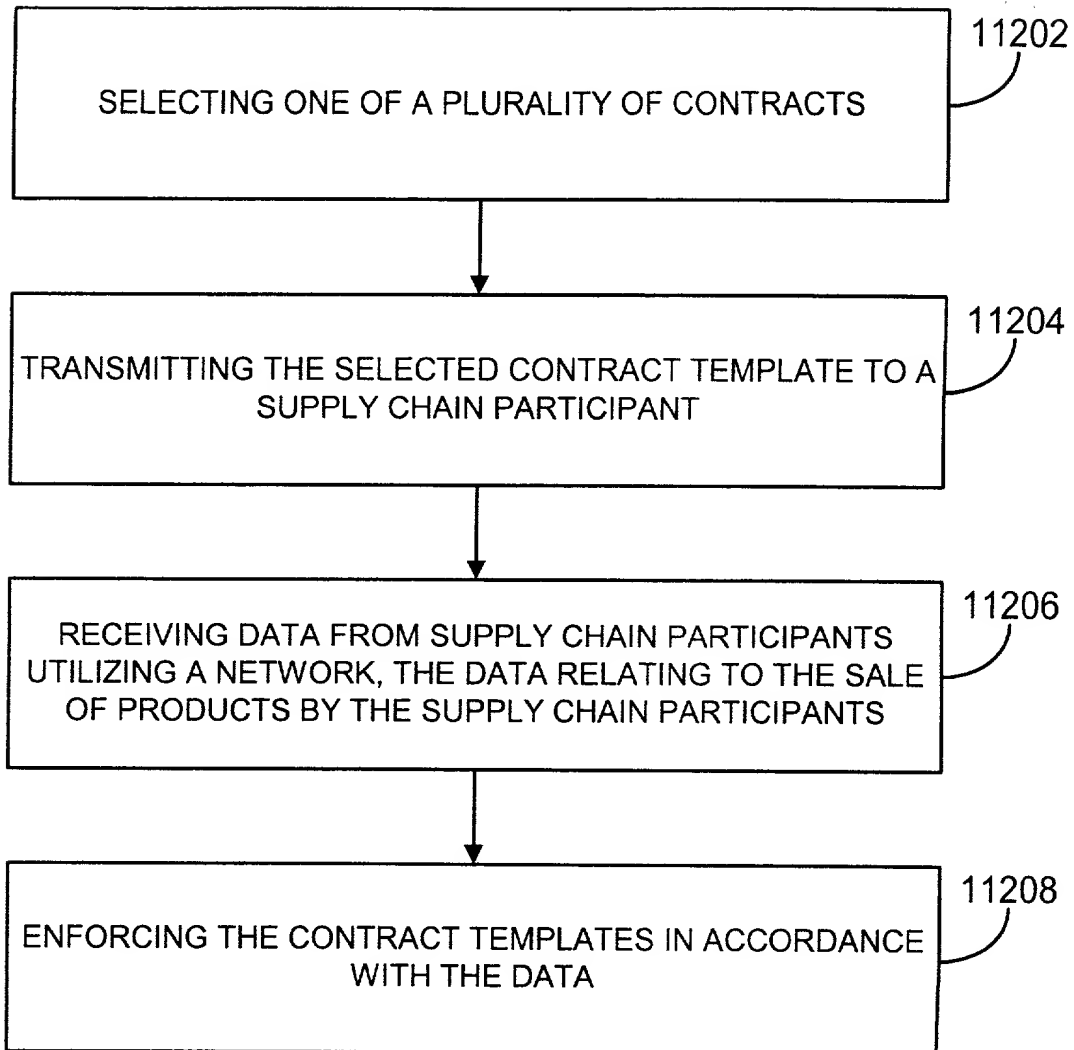 11202
SELECTING ONE OF A PLURALITY OF CONTRACTS
11204
TRANSMITTING THE SELECTED CONTRACT TEMPLATE TO A
SUPPLY CHAIN PARTICIPANT
11206
RECEIVING DATA FROM SUPPLY CHAIN PARTICIPANTS
UTILIZING A NETWORK, THE DATA RELATING TO THE SALE
OF PRODUCTS BY THE SUPPLY CHAIN PARTICIPANTS
11208
ENFORCING THE CONTRACT TEMPLATES IN ACCORDANCE
WITH THE DATA